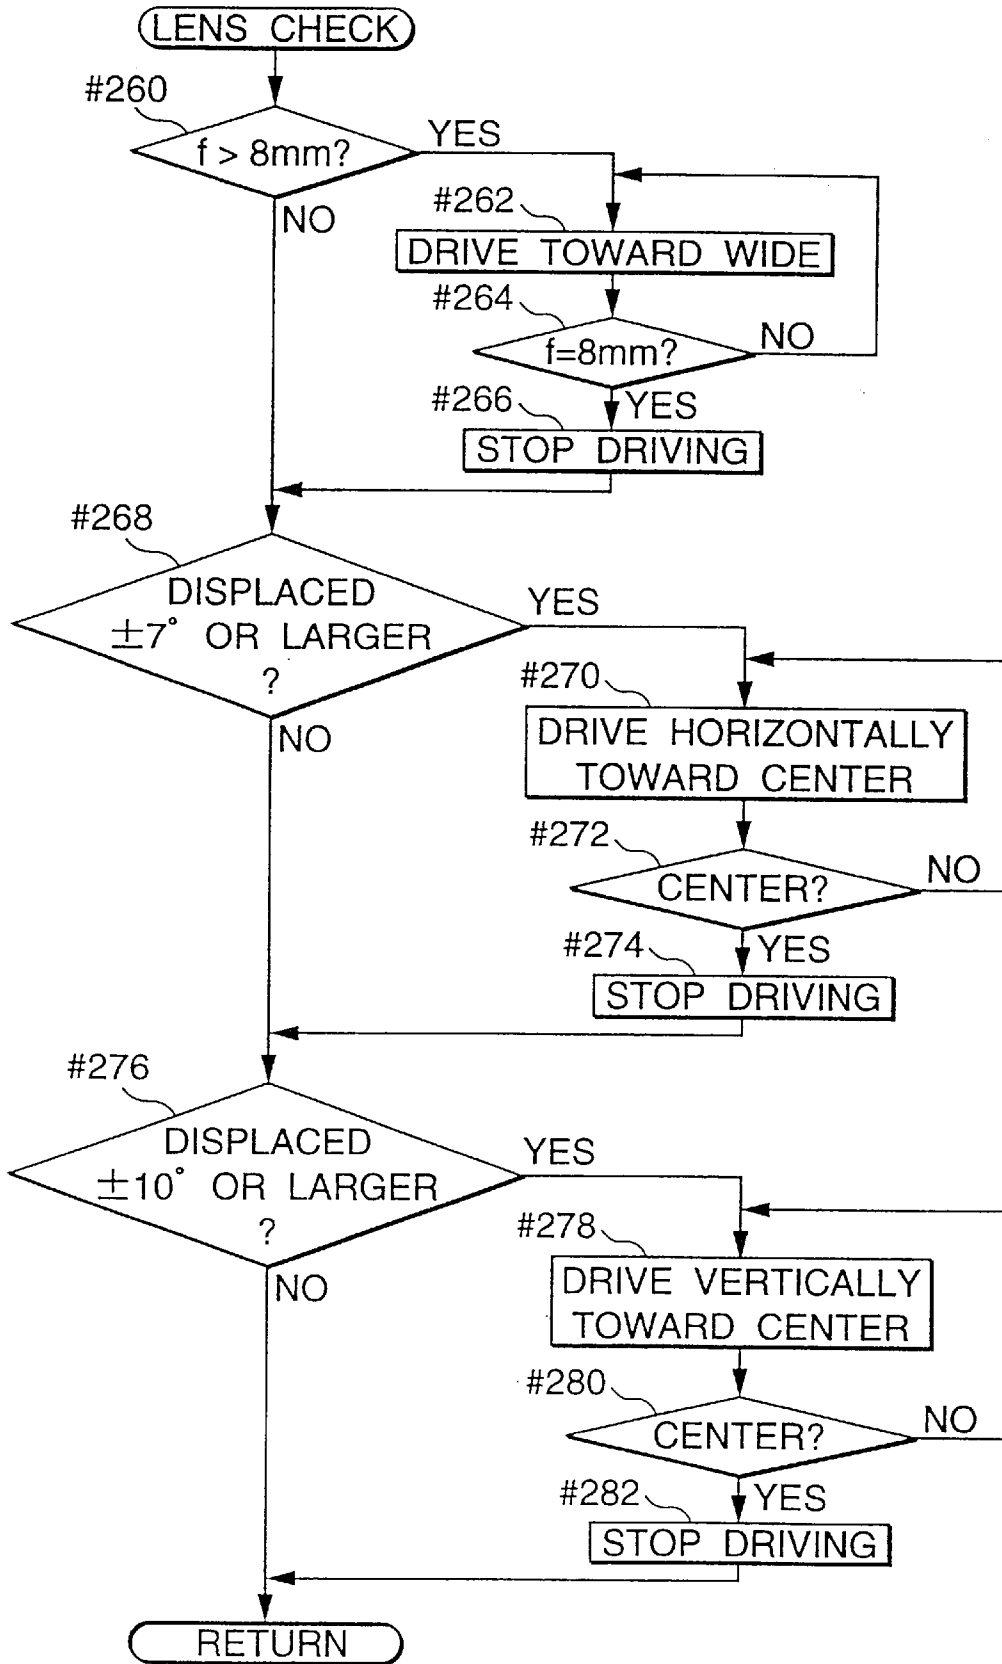 LENS CHECK
#260
f > 8mm?
YES
NO
#262
DRIVE TOWARD WIDE
#264
f=8mm?
NO
YES
#266
STOP DRIVING
#268
DISPLACED
±7° OR LARGER
?
YES
NO
#270
DRIVE HORIZONTALLY
TOWARD CENTER
#272
CENTER?
NO
YES
#274
STOP DRIVING
#276
DISPLACED
±10° OR LARGER
?
YES
NO
#278
DRIVE VERTICALLY
TOWARD CENTER
#280
CENTER?
NO
YES
#282
STOP DRIVING
RETURN